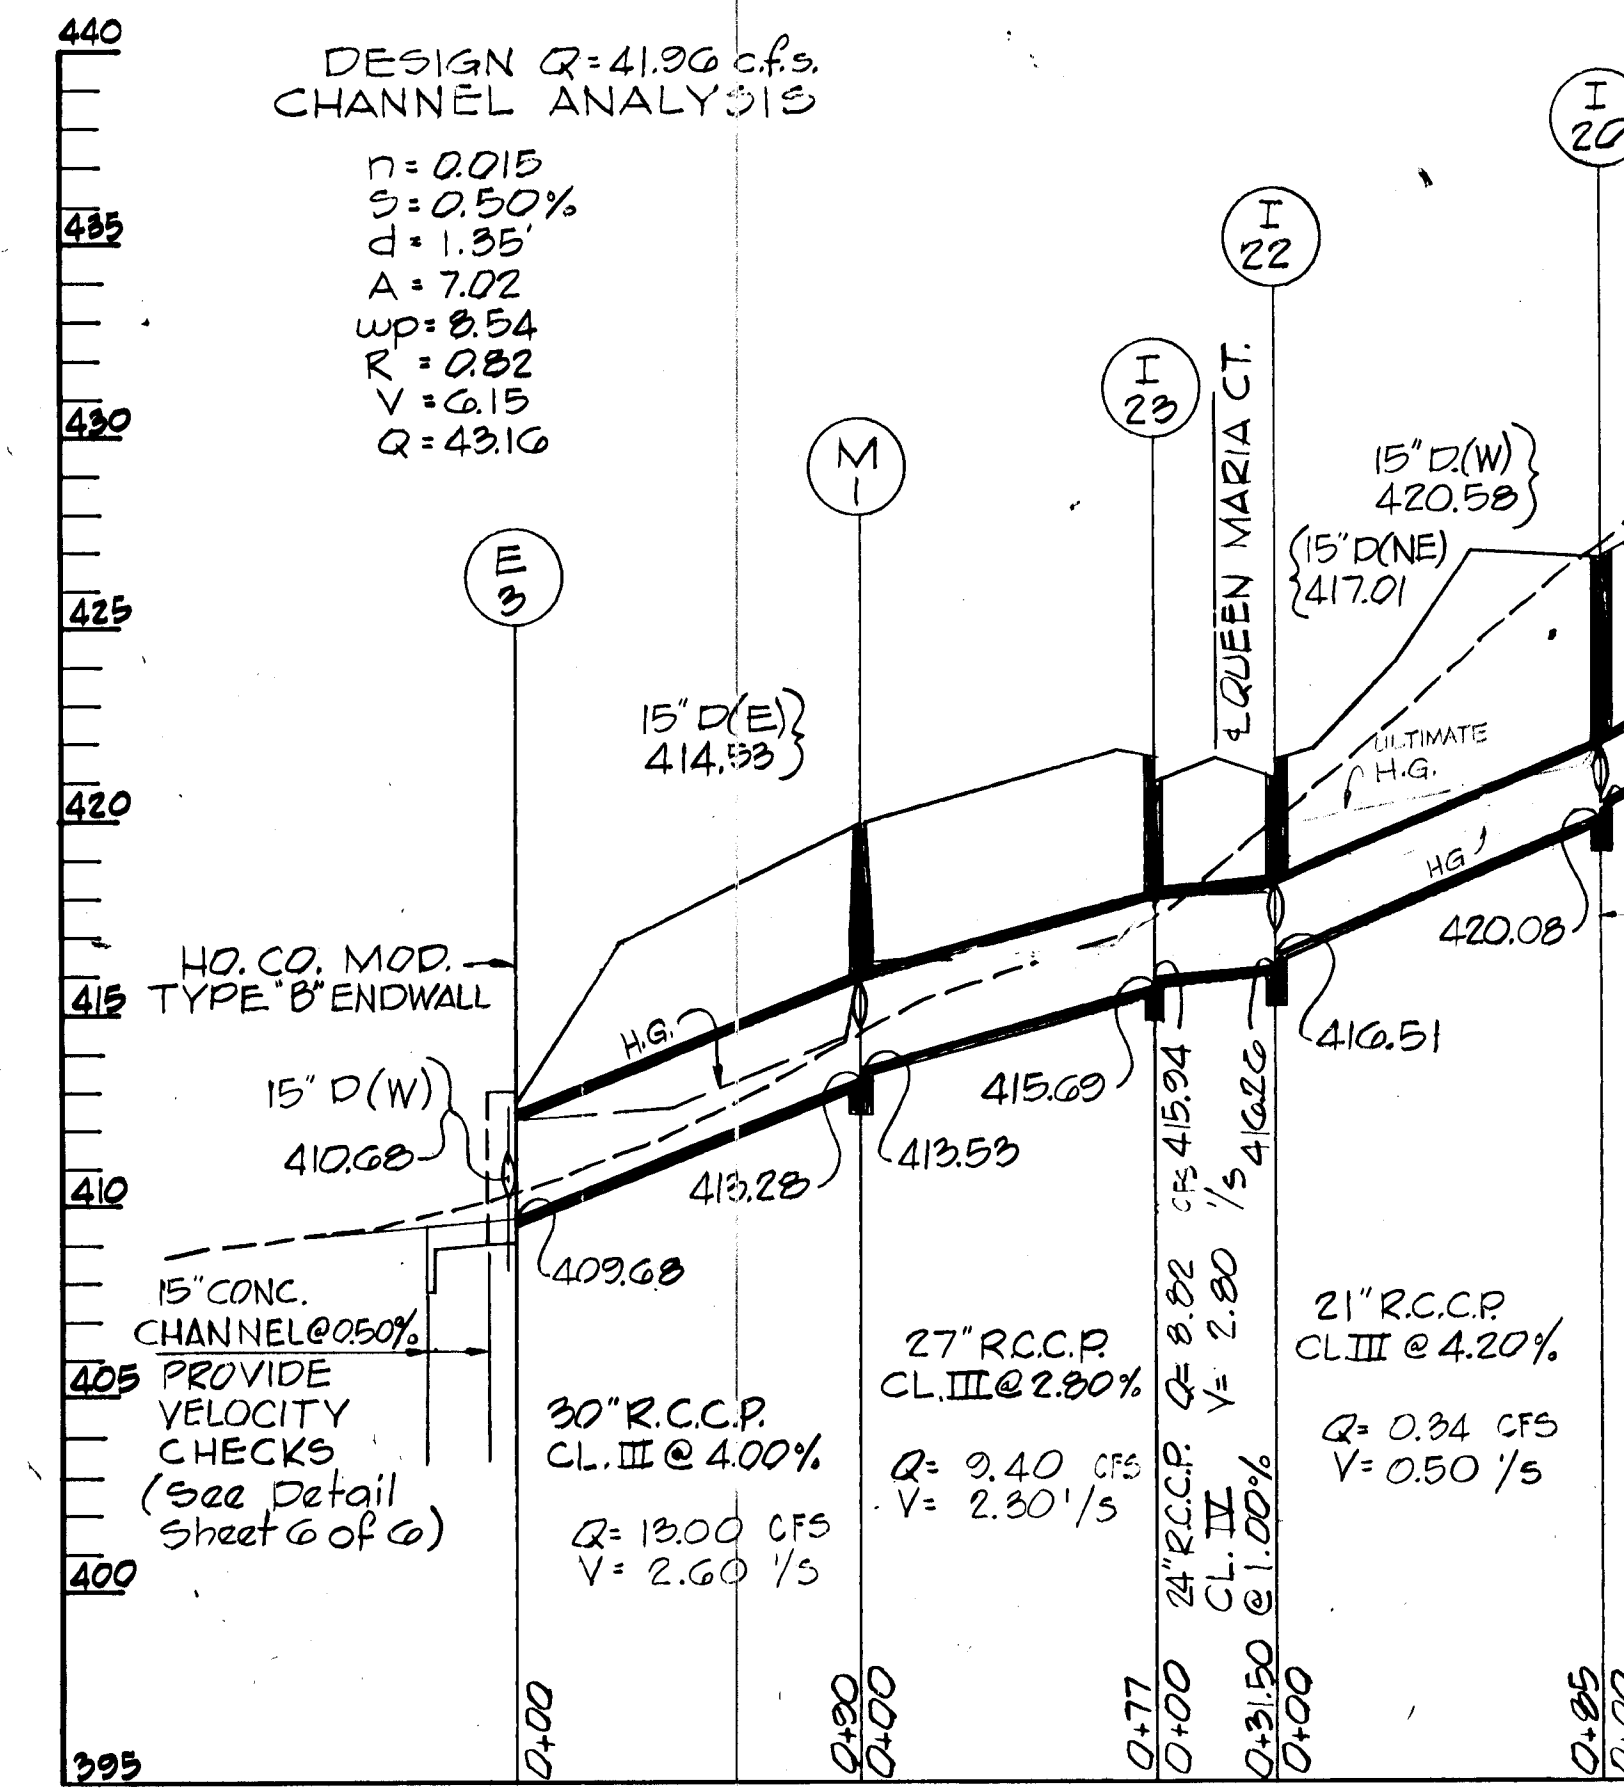 440
435
430
425
420
415
410
405
400
395
DESIGN Q=41.96 c.f.s.
CHANNEL ANALYSIS
n=0.015
S=0.50%
d=1.35'
A=7.02
wp=8.54
R=0.82
V=6.15
Q=43.16
E
3
M
1
I
23
I
22
I
20
℄ QUEEN MARIA CT.
15" D.(W)
420.58
15" D(NE)
417.01
15" D(E)
414.53
ULTIMATE
H.G.
HG
H.G.
HO. CO. MOD.
TYPE "B" ENDWALL
15" D(W)
410.68
409.68
413.28
413.53
415.69
415.94
416.26
416.51
420.08
15" CONC.
CHANNEL @ 0.50%
PROVIDE
VELOCITY
CHECKS
(See Detail
Sheet 6 of 6)
30" R.C.C.P.
CL. III @ 4.00%
Q= 13.00 CFS
V= 2.60 '/S
27" R.C.C.P.
CL. III @ 2.80%
Q= 9.40 CFS
V= 2.30 '/S
24" R.C.C.P. Q= 8.82 CFS
CL. IV V= 2.80 '/S
@ 1.00%
21" R.C.C.P.
CL. III @ 4.20%
Q= 0.34 CFS
V= 0.50 '/S
0+00
0+90
0+00
0+77
0+00
0+31.50
0+00
0+85